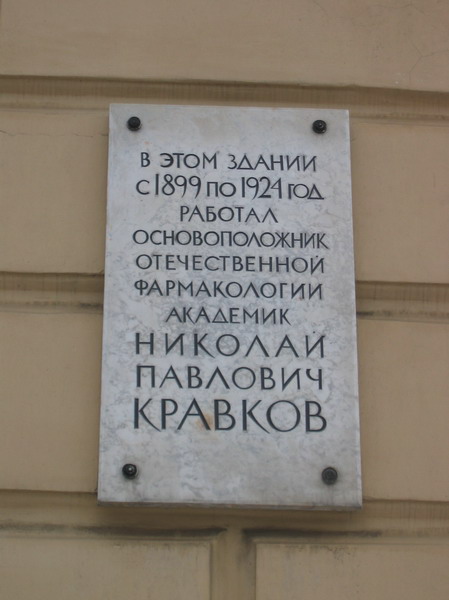 В ЭТОМ ЗДАНИИ
С 1899 ПО 1924 ГОД
РАБОТАЛ
ОСНОВОПОЛОЖНИК
ОТЕЧЕСТВЕННОЙ
ФАРМАКОЛОГИИ
АКАДЕМИК
НИКОЛАЙ
ПАВЛОВИЧ
КРАВКОВ